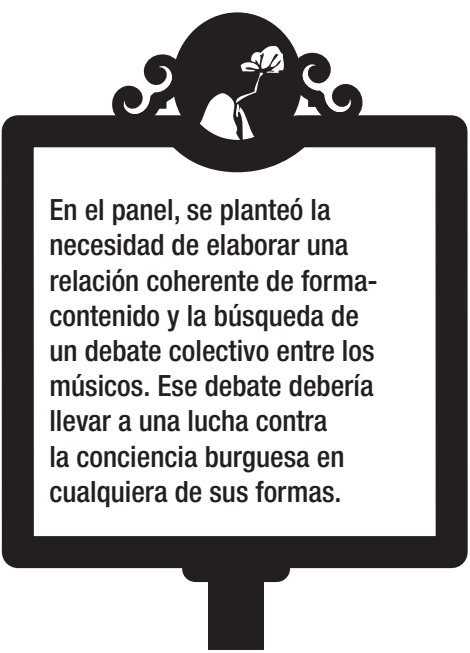 En el panel, se planteó la
necesidad de elaborar una
relación coherente de forma-
contenido y la búsqueda de
un debate colectivo entre los
músicos. Ese debate debería
llevar a una lucha contra
la conciencia burguesa en
cualquiera de sus formas.